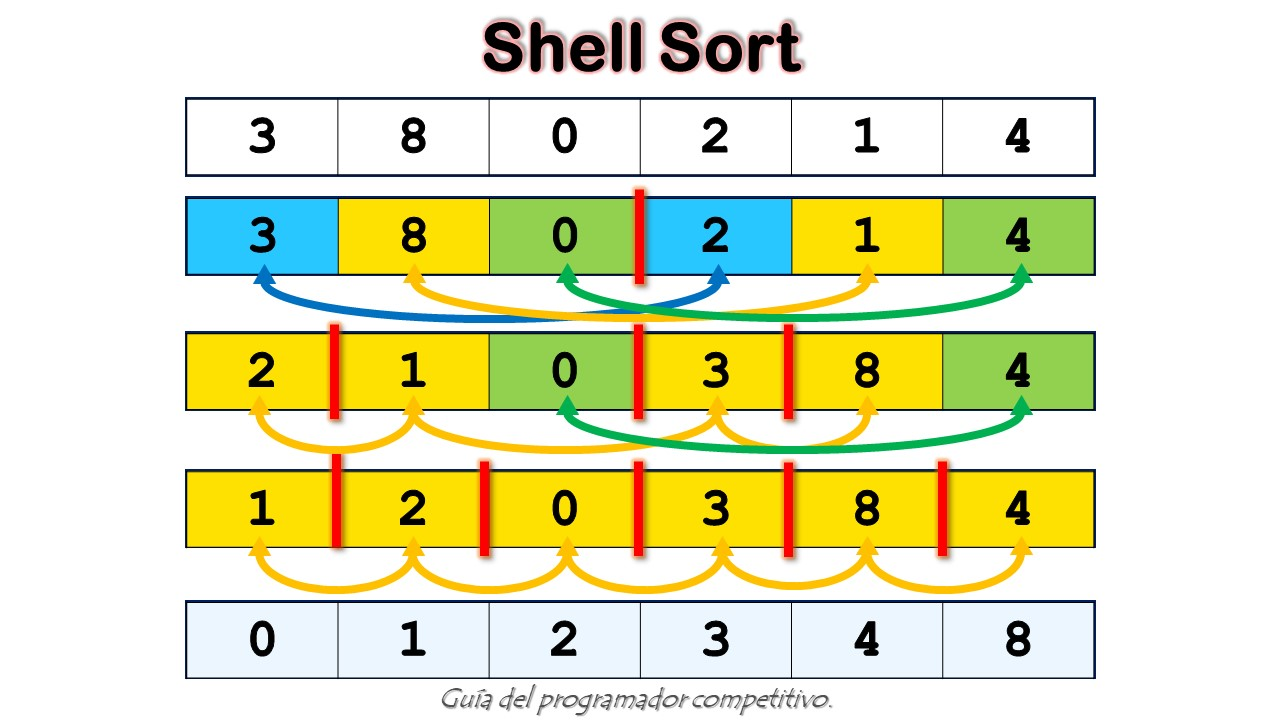 Shell Sort
3 8 0 2 1 4
3 8 0 2 1 4
2 1 0 3 8 4
1 2 0 3 8 4
0 1 2 3 4 8
Guía del programador competitivo.